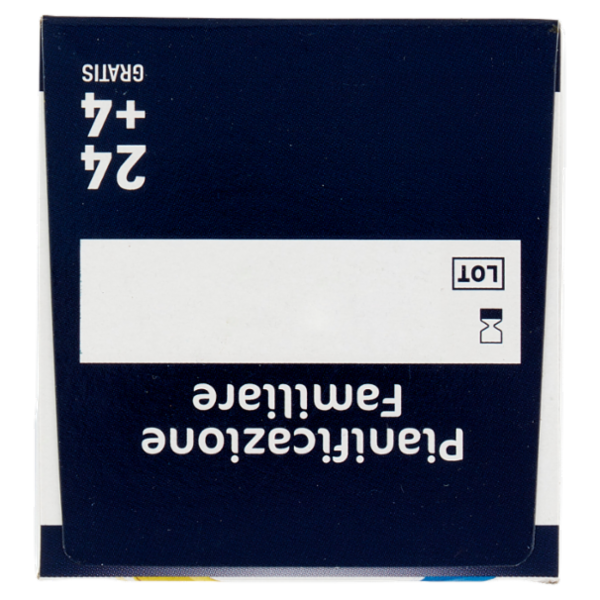 Pianificazione
Familiare
LOT
24
+4
GRATIS